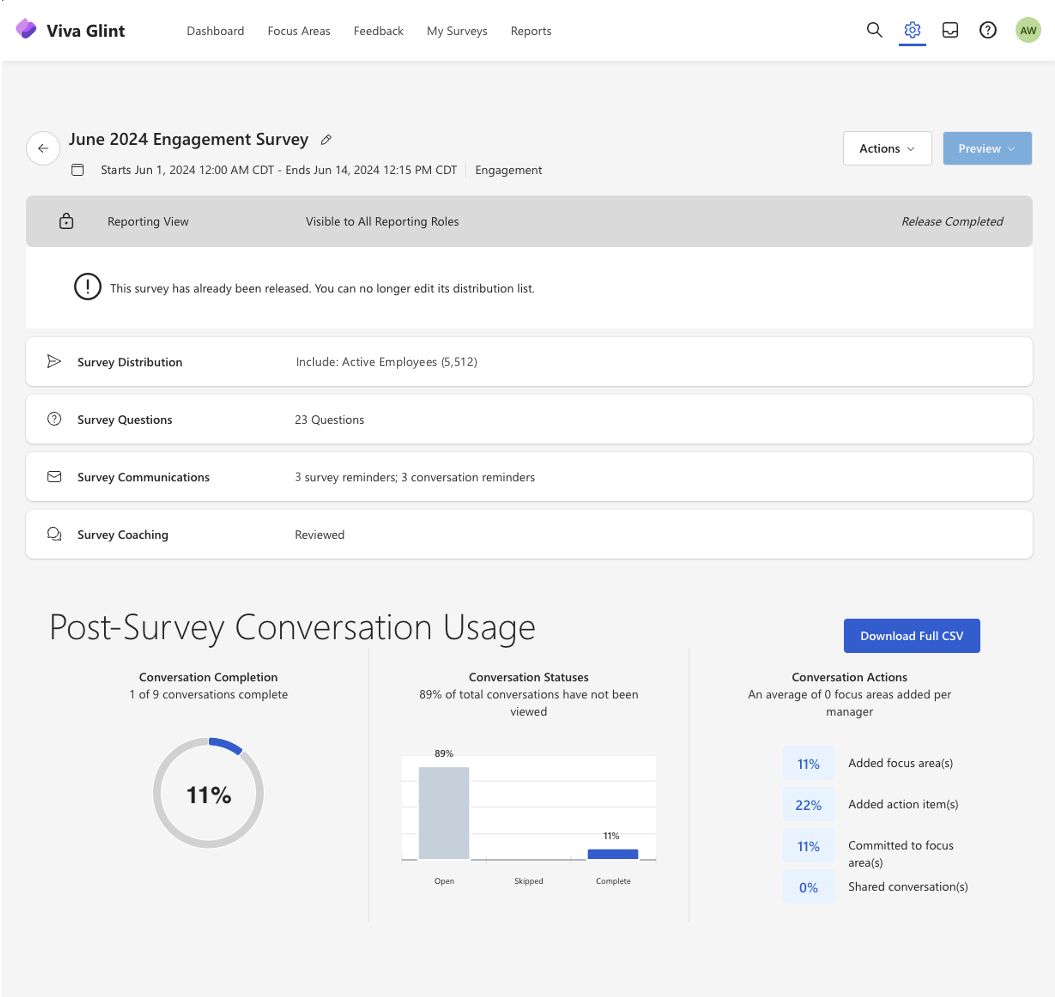 Viva Glint
Dashboard
Focus Areas
Feedback
My Surveys
Reports
AW
June 2024 Engagement Survey
Actions
Preview
Starts Jun 1, 2024 12:00 AM CDT - Ends Jun 14, 2024 12:15 PM CDT
Engagement
Reporting View
Visible to All Reporting Roles
Release Completed
This survey has already been released. You can no longer edit its distribution list.
Survey Distribution
Include: Active Employees (5,512)
Survey Questions
23 Questions
Survey Communications
3 survey reminders; 3 conversation reminders
Survey Coaching
Reviewed
Post-Survey Conversation Usage
Download Full CSV
Conversation Completion
1 of 9 conversations complete
11%
Conversation Statuses
89% of total conversations have not been
viewed
89%
11%
Open
Skipped
Complete
Conversation Actions
An average of 0 focus areas added per
manager
11%
Added focus area(s)
22%
Added action item(s)
11%
Committed to focus
area(s)
0%
Shared conversation(s)